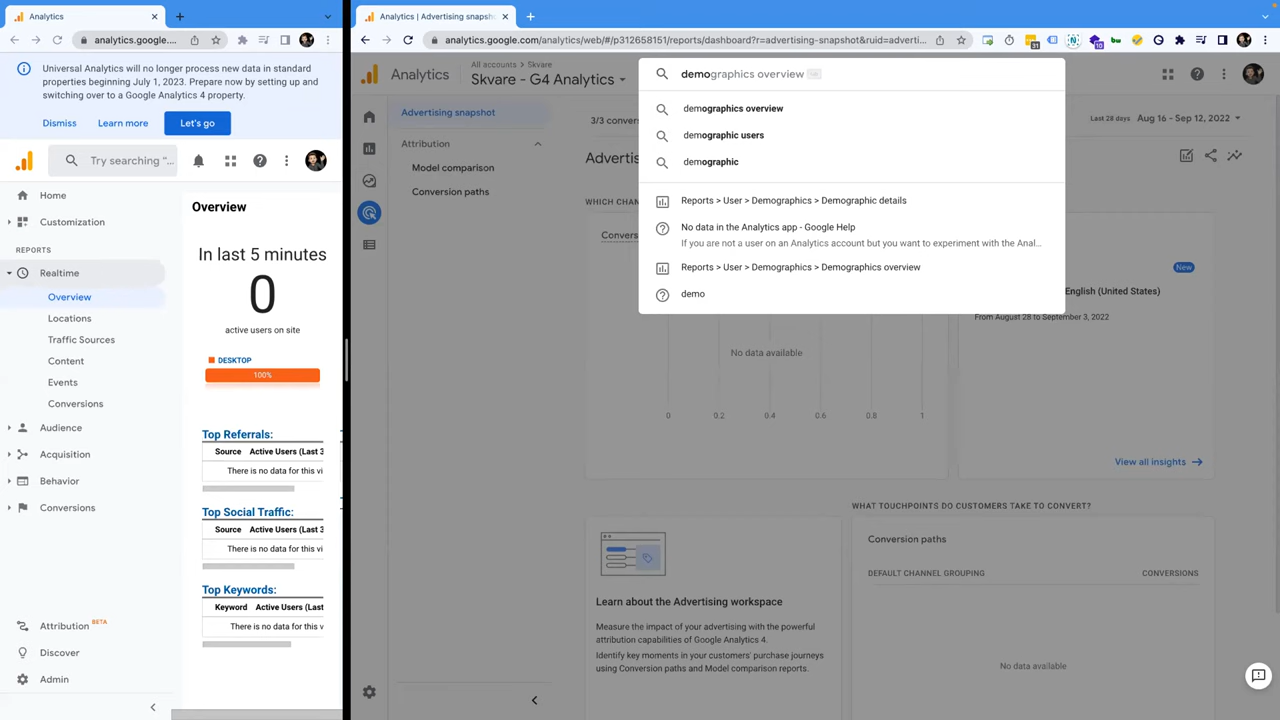 Analytics
analytics.google....
Universal Analytics will no longer process new data in standard
properties beginning July 1, 2023. Prepare now by setting up
and switching over to a Google Analytics 4 property.
Dismiss
Learn more
Let's go
Try searching "...
Home
Customization
REPORTS
Realtime
Overview
Locations
Traffic Sources
Content
Events
Conversions
Audience
Acquisition
Behavior
Conversions
Attribution BETA
Discover
Admin
Overview
In last 5 minutes
0
active users on site
DESKTOP
100%
Top Referrals:
Source Active Users (Last 3
There is no data for this vi
Top Social Traffic:
Source Active Users (Last 3
There is no data for this vi
Top Keywords:
Keyword Active Users (Last
There is no data for this v
Analytics | Advertising snapsh
analytics.google.com/analytics/web/#/p312658151/reports/dashboard?r=advertising-snapshot&ruid=adverti...
31
10
Analytics
All accounts > Skvare
Skvare - G4 Analytics
demographics overview
demographics overview
demographic users
demographic
Reports > User > Demographics > Demographic details
No data in the Analytics app - Google Help
If you are not a user on an Analytics account but you want to experiment with the Anal...
Reports > User > Demographics > Demographics overview
demo
Advertising snapshot
Attribution
Model comparison
Conversion paths
3/3 conver
Last 28 days Aug 16 - Sep 12, 2022
Adverti
WHICH CHAN
Convers
No data available
0 0.2 0.4 0.6 0.8 1
New
English (United States)
From August 28 to September 3, 2022
View all insights
Learn about the Advertising workspace
Measure the impact of your advertising with the powerful
attribution capabilities of Google Analytics 4.
Identify key moments in your customers' purchase journeys
using Conversion paths and Model comparison reports.
WHAT TOUCHPOINTS DO CUSTOMERS TAKE TO CONVERT?
Conversion paths
DEFAULT CHANNEL GROUPING
CONVERSIONS
No data available